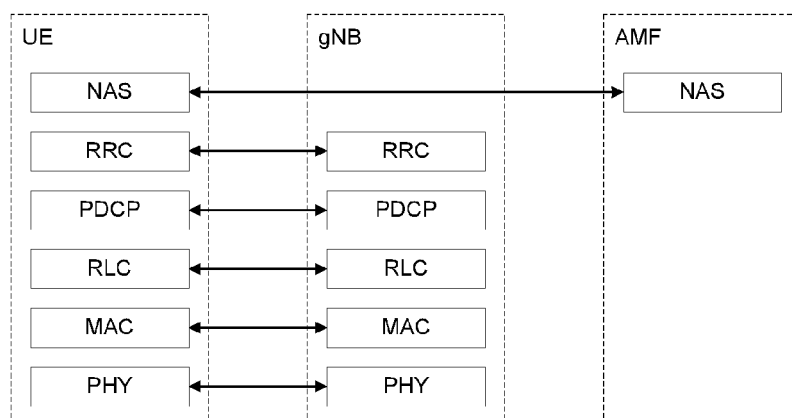 UE gNB AMF
NAS NAS
RRC RRC
PDCP PDCP
RLC RLC
MAC MAC
PHY PHY